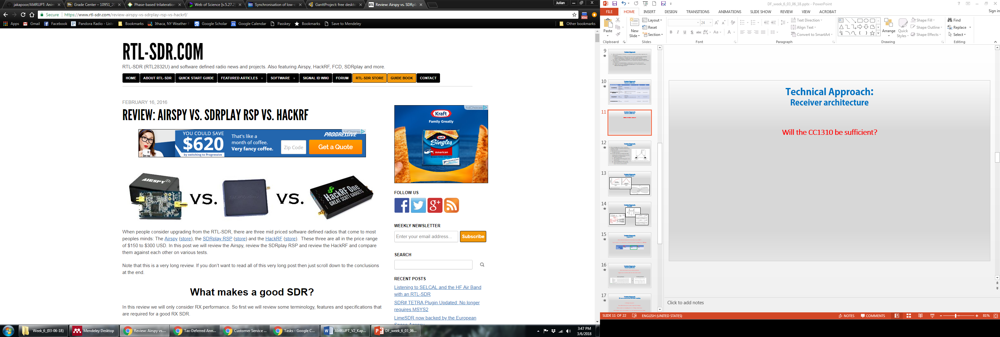 jakapoor/AMRUPT: Anim
Grade Center – 10951_20
Phase-based trilateration
Web of Science [v.5.27.2]
Synchronisation of low-c
GanttProject: free deskto
Review: Airspy vs. SDRpla
Julian
Secure
https://www.rtl-sdr.com/review-airspy-vs-sdrplay-rsp-vs-hackrf/
43m
Apps
Gmail
Facebook
Pandora Radio - Liste
Bookmarks
Ithaca, NY Weather F
Google Scholar
Google Calendar
Passkey
Bookmarks
Save to Mendeley
Other bookmarks
RTL-SDR.COM
RTL-SDR (RTL2832U) and software defined radio news and projects. Also featuring Airspy, HackRF, FCD, SDRplay and more.
HOME
ABOUT RTL-SDR
QUICK START GUIDE
FEATURED ARTICLES
SOFTWARE
SIGNAL ID WIKI
FORUM
RTL-SDR STORE
GUIDE BOOK
CONTACT
FEBRUARY 16, 2016
REVIEW: AIRSPY VS. SDRPLAY RSP VS. HACKRF
YOU COULD SAVE
$620
by switching to Progressive
That's like a
month of coffee.
Very fancy coffee.
PROGRESSIVE
AdChoices
Zip Code
Get a Quote
AIRSPY
VS.
SDRplay
VS.
HackRF One
GREAT SCOTT GADGETS
When people consider upgrading from the RTL-SDR, there are three mid priced software defined radios that come to most
peoples minds: The Airspy (store), the SDRplay RSP (store) and the HackRF (store). These three are all in the price range
of $150 to $300 USD. In this post we will review the Airspy, review the SDRplay RSP and review the HackRF and compare
them against each other on various tests.
Note that this is a very long review. If you don't want to read all of this very long post then just scroll down to the conclusions
at the end.
What makes a good SDR?
In this review we will only consider RX performance. So first we will review some terminology, features and specifications that
are required for a good RX SDR.
AdChoices
Kraft
Family Greatly
Kraft
Singles
American
FOLLOW US
WEEKLY NEWSLETTER
Enter your email address...
Subscribe
SEARCH
RECENT POSTS
Listening to SELCAL and the HF Air Band
with an RTL-SDR
SDR# TETRA Plugin Updated: No longer
requires MSYS2
LimeSDR now backed by the European
Space Agency
DF_week_6_03_06_18.pptx - PowerPoint
FILE
HOME
INSERT
DESIGN
TRANSITIONS
ANIMATIONS
SLIDE SHOW
REVIEW
VIEW
ACROBAT
Sign in
Paste
Clipboard
New
Slide
Layout
Reset
Section
Slides
24
Font
Paragraph
Text Direction
Align Text
Convert to SmartArt
Arrange
Quick
Styles
Shape Fill
Shape Outline
Shape Effects
Drawing
Find
Replace
Select
Editing
9
10
11
12
13
14
15
16
17
Technical Approach:
Receiver architecture
Will the CC1310 be sufficient?
Click to add notes
SLIDE 11 OF 22
ENGLISH (UNITED STATES)
NOTES
COMMENTS
81%
Week_6_(03-06-18)
Mendeley Desktop
Review: Airspy vs....
Tax-Deferred Ann...
Customer Service ...
Tasks - Google C...
AMRUPT_V2_Kap...
DF_week_6_03_06...
3:47 PM
3/6/2018